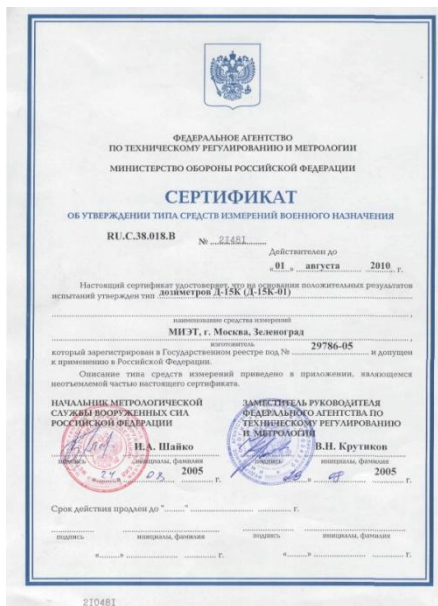 ФЕДЕРАЛЬНОЕ АГЕНТСТВО
ПО ТЕХНИЧЕСКОМУ РЕГУЛИРОВАНИЮ И МЕТРОЛОГИИ
МИНИСТЕРСТВО ОБОРОНЫ РОССИЙСКОЙ ФЕДЕРАЦИИ
СЕРТИФИКАТ
ОБ УТВЕРЖДЕНИИ ТИПА СРЕДСТВ ИЗМЕРЕНИЙ ВОЕННОГО НАЗНАЧЕНИЯ
RU.C.38.018.B № 21481
Действителен до
«01» августа 2010 г.
Настоящий сертификат удостоверяет, что на основании положительных результатов
испытаний утвержден тип дозиметров Д-15К (Д-15К-01)
наименование средства измерений
МИЭТ, г. Москва, Зеленоград
изготовитель
который зарегистрирован в Государственном реестре под № 29786-05 и допущен
к применению в Российской Федерации.
Описание типа средств измерений приведено в приложении, являющемся
неотъемлемой частью настоящего сертификата.
НАЧАЛЬНИК МЕТРОЛОГИЧЕСКОЙ
СЛУЖБЫ ВООРУЖЕННЫХ СИЛ
РОССИЙСКОЙ ФЕДЕРАЦИИ
И.А. Шайко
подпись инициалы, фамилия
2005 г.
ЗАМЕСТИТЕЛЬ РУКОВОДИТЕЛЯ
ФЕДЕРАЛЬНОГО АГЕНТСТВА ПО
ТЕХНИЧЕСКОМУ РЕГУЛИРОВАНИЮ
И МЕТРОЛОГИИ
В.Н. Крутиков
подпись инициалы, фамилия
2005 г.
Срок действия продлен до "........" ........................ г.
подпись инициалы, фамилия подпись инициалы, фамилия
«........» ........................ г. «........» ........................ г.
210481